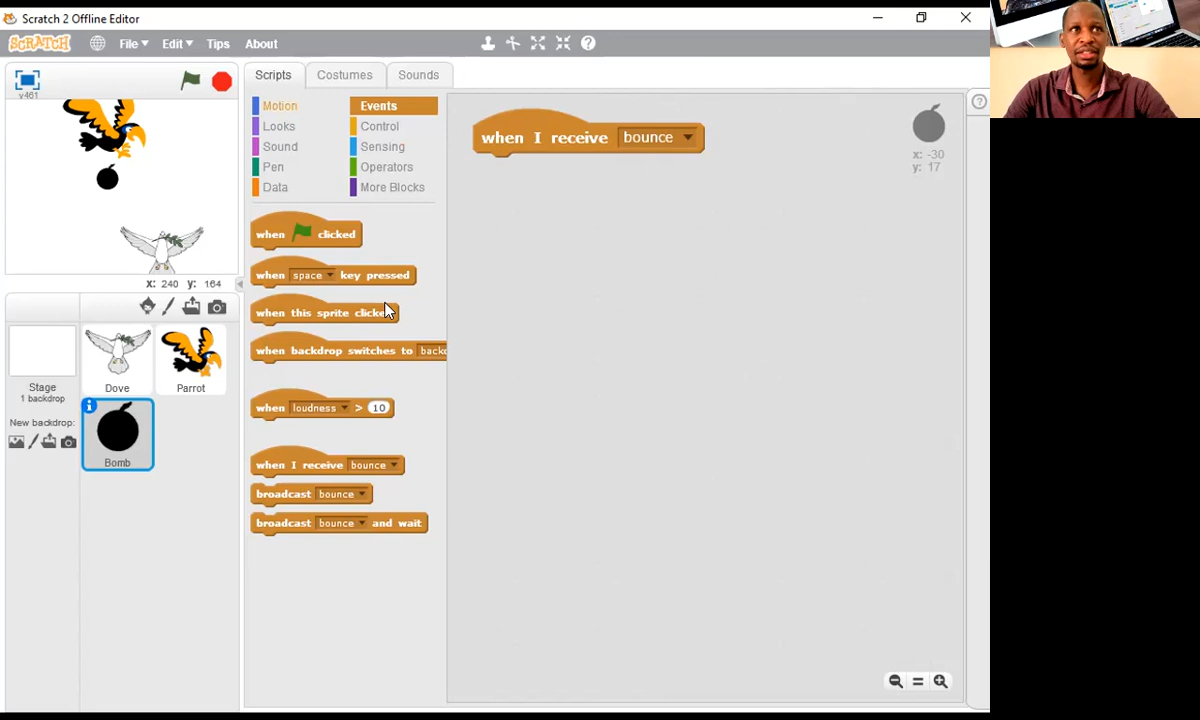 Scratch 2 Offline Editor
SCRATCH File Edit Tips About
v461
Scripts Costumes Sounds
Motion Events
Looks Control
Sound Sensing
Pen Operators
Data More Blocks
when clicked
when space key pressed
when this sprite clicke
when backdrop switches to backd
when loudness > 10
when I receive bounce
broadcast bounce
broadcast bounce and wait
when I receive bounce
x: -30
y: 17
x: 240 y: 164
Stage
1 backdrop
New backdrop:
Dove
Parrot
Bomb